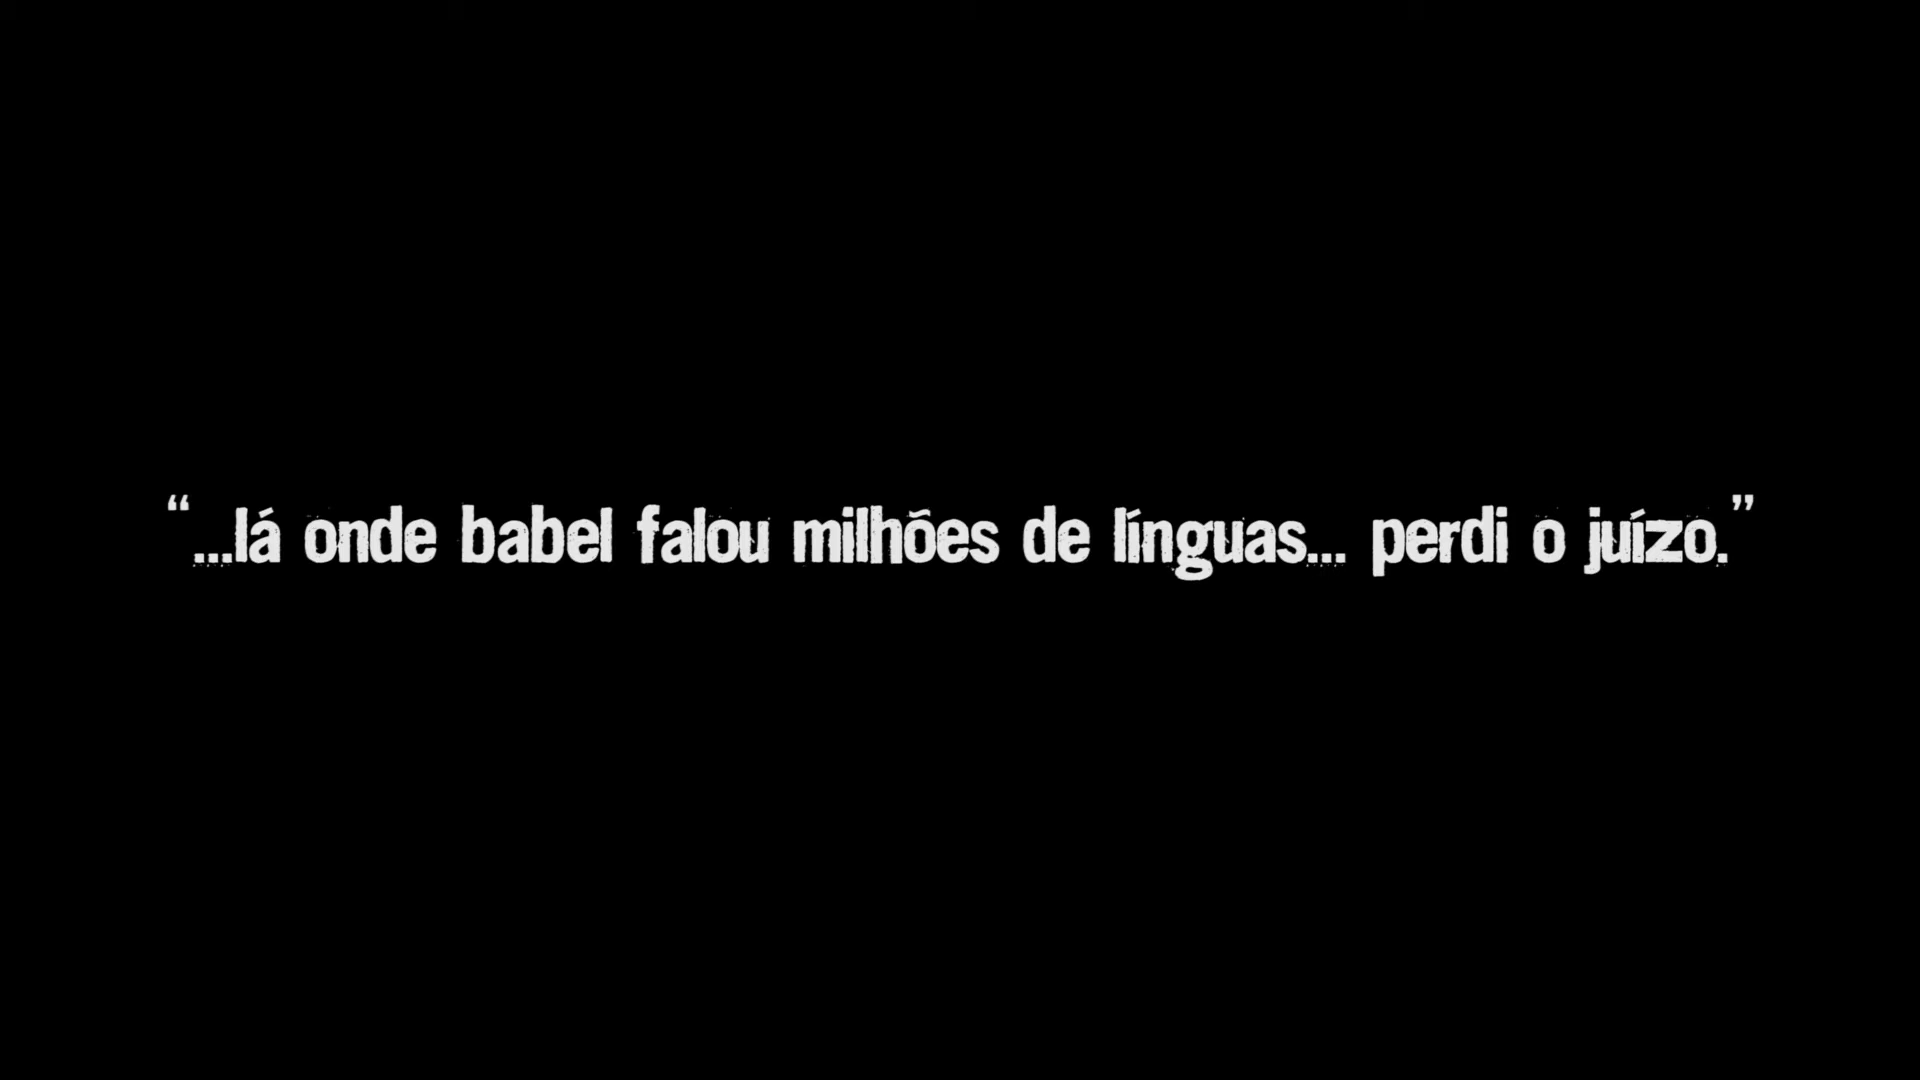 “...lá onde babel falou milhões de línguas... perdi o juízo.”